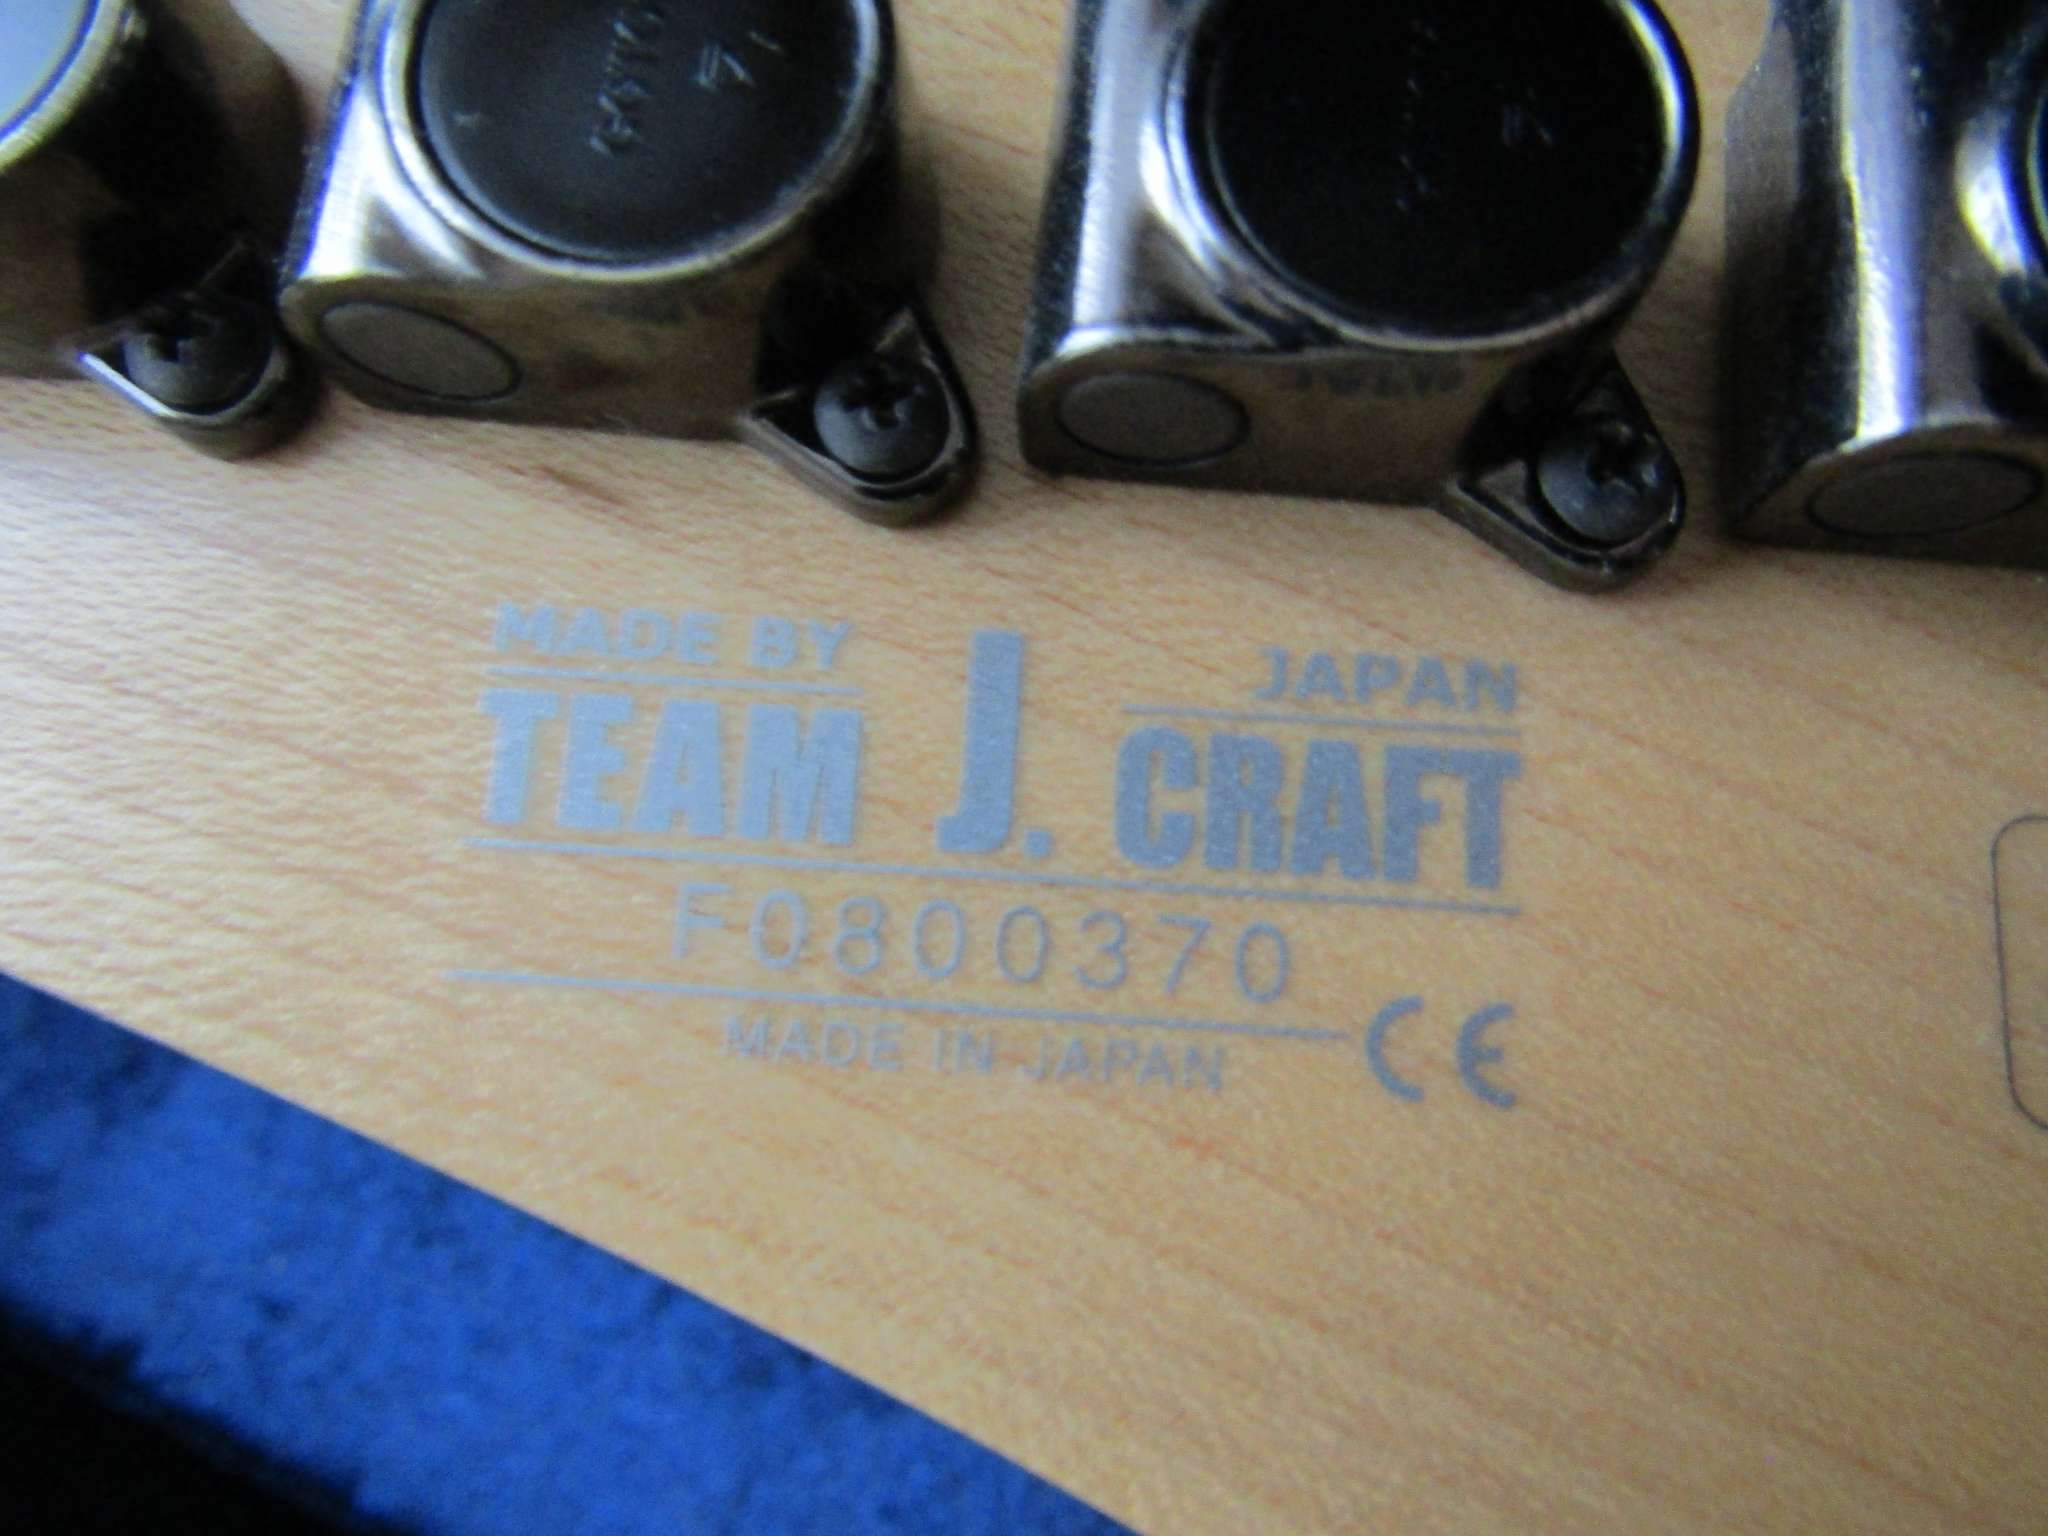 MADE BY
TEAM J. CRAFT
JAPAN
F0800370
MADE IN JAPAN
CE